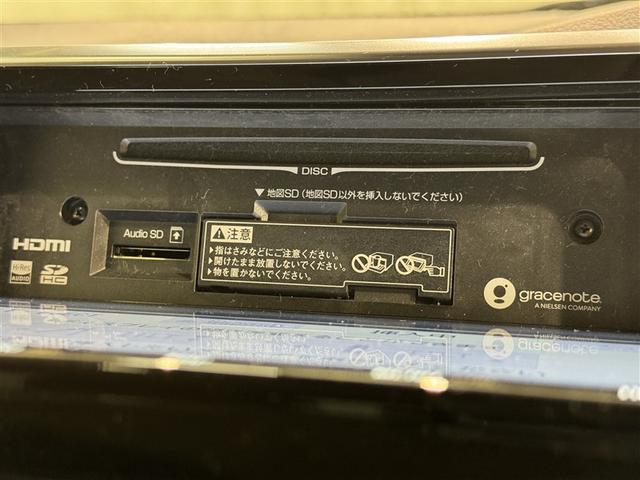 DISC
▼地図SD(地図SD以外を挿入しないでください)
Audio SD
注意
▶指はさみなどにご注意ください。
▶開けたまま放置しないでください。
▶物を置かないでください。
HDMI
Hi-Res AUDIO
SD HC
g gracenote.
A NIELSEN COMPANY